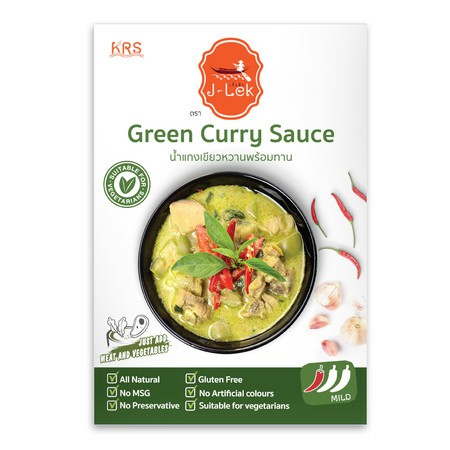 KRS
J-Lek
ตรา
Green Curry Sauce
น้ำแกงเขียวหวานพร้อมทาน
SUITABLE FOR VEGETARIANS
JUST ADD
MEAT AND VEGETABLES
All Natural
No MSG
No Preservative
Gluten Free
No Artificial colours
Suitable for vegetarians
MILD